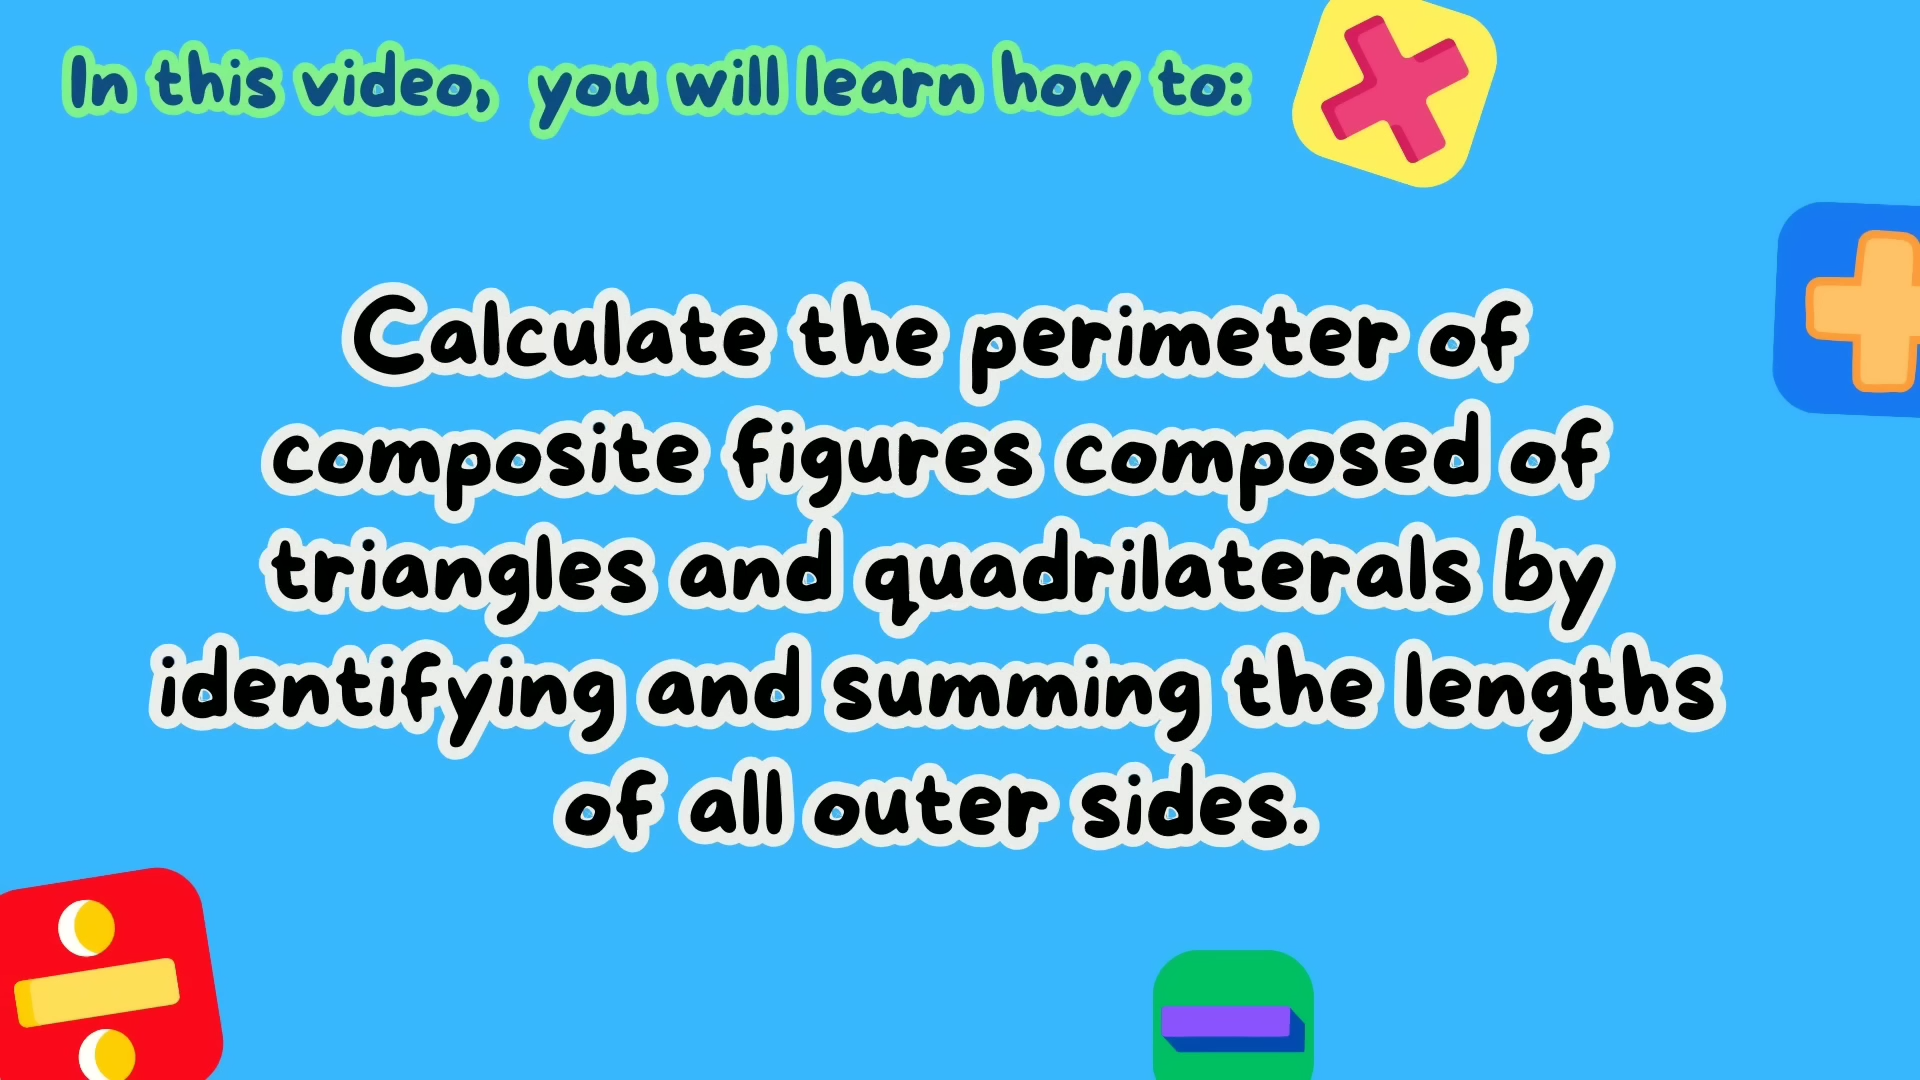 In this video, you will learn how to:
Calculate the perimeter of
composite figures composed of
triangles and quadrilaterals by
identifying and summing the lengths
of all outer sides.